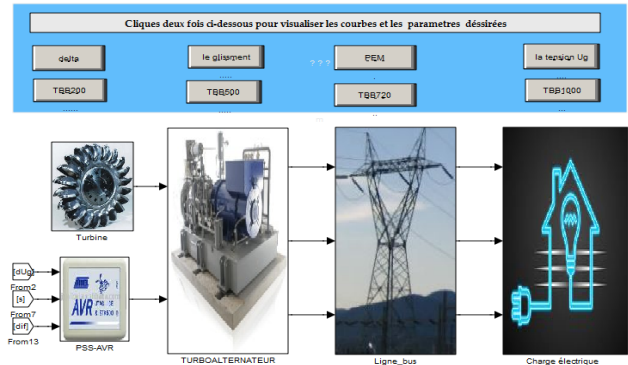 Cliques deux fois ci-dessous pour visualiser les courbes et les parametres déssirées
delta
le glissment
? ? ?
PEM
la tension Ug
TBB200
TBB500
TBB720
TBB1000
Turbine
[dUg]
From2
[s]
From7
[dif]
From13
AVR
PSS-AVR
TURBOALTERNATEUR
Ligne_bus
Charge électrique